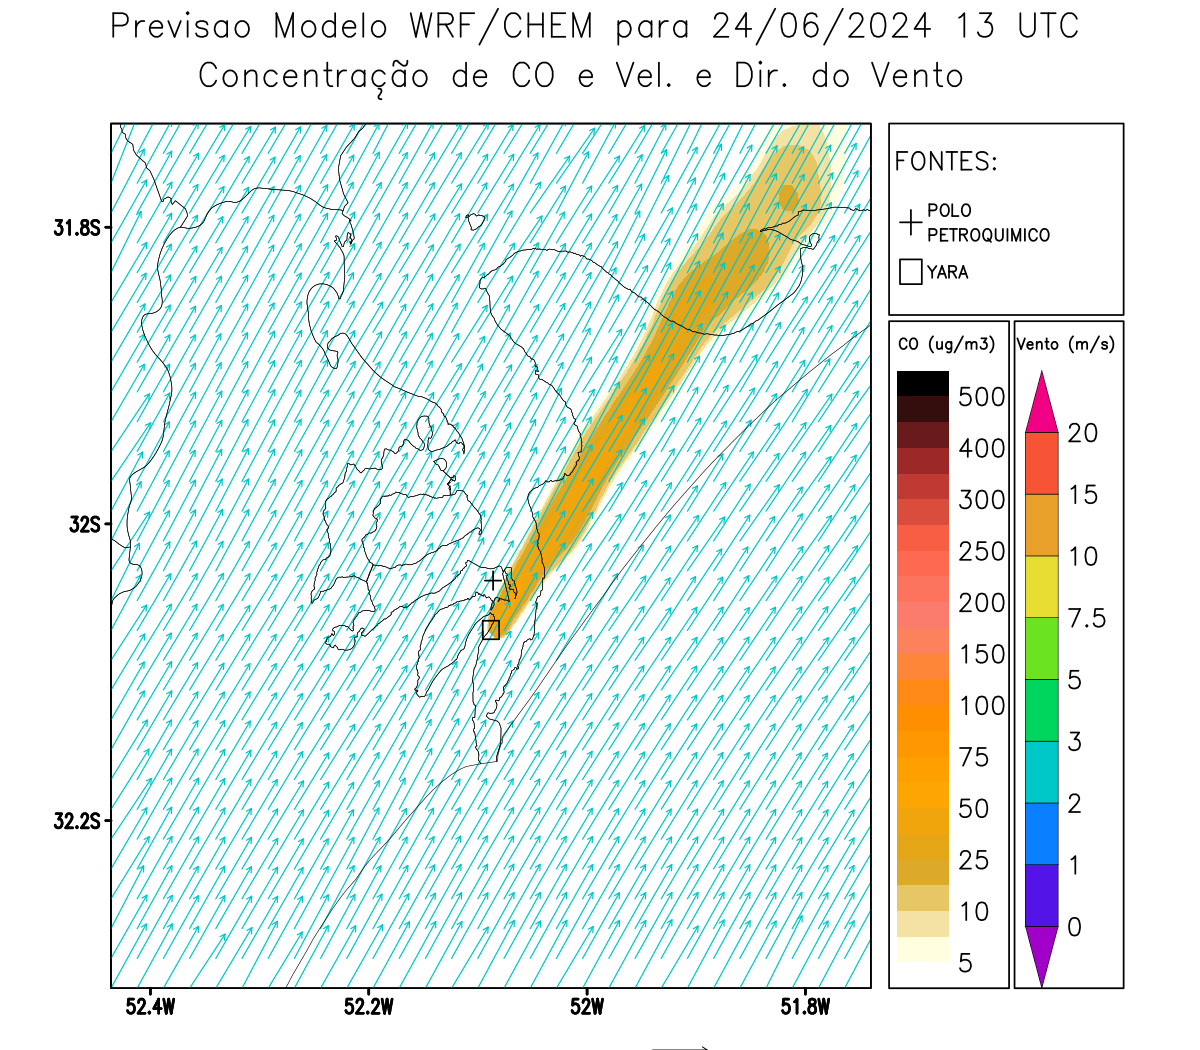 Previsao Modelo WRF/CHEM para 24/06/2024 13 UTC
Concentração de CO e Vel. e Dir. do Vento
FONTES:
POLO
PETROQUIMICO
YARA
CO (ug/m3)
500
400
300
250
200
150
100
75
50
25
10
5
Vento (m/s)
20
15
10
7.5
5
3
2
1
0
31.8S
32S
32.2S
52.4W
52.2W
52W
51.8W